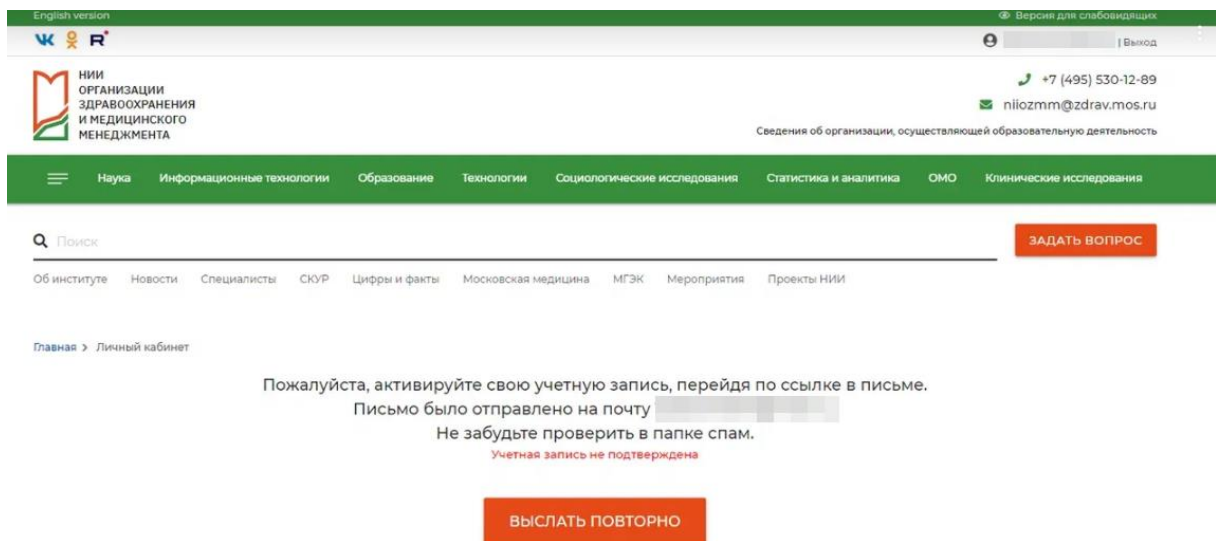 English version
Версия для слабовидящих
| Выход
НИИ
ОРГАНИЗАЦИИ
ЗДРАВООХРАНЕНИЯ
И МЕДИЦИНСКОГО
МЕНЕДЖМЕНТА
+7 (495) 530-12-89
niiozmm@zdrav.mos.ru
Сведения об организации, осуществляющей образовательную деятельность
Наука Информационные технологии Образование Технологии Социологические исследования Статистика и аналитика ОМО Клинические исследования
Поиск
ЗАДАТЬ ВОПРОС
Об институте Новости Специалисты СКУР Цифры и факты Московская медицина МГЭК Мероприятия Проекты НИИ
Главная > Личный кабинет
Пожалуйста, активируйте свою учетную запись, перейдя по ссылке в письме.
Письмо было отправлено на почту
Не забудьте проверить в папке спам.
Учетная запись не подтверждена
ВЫСЛАТЬ ПОВТОРНО